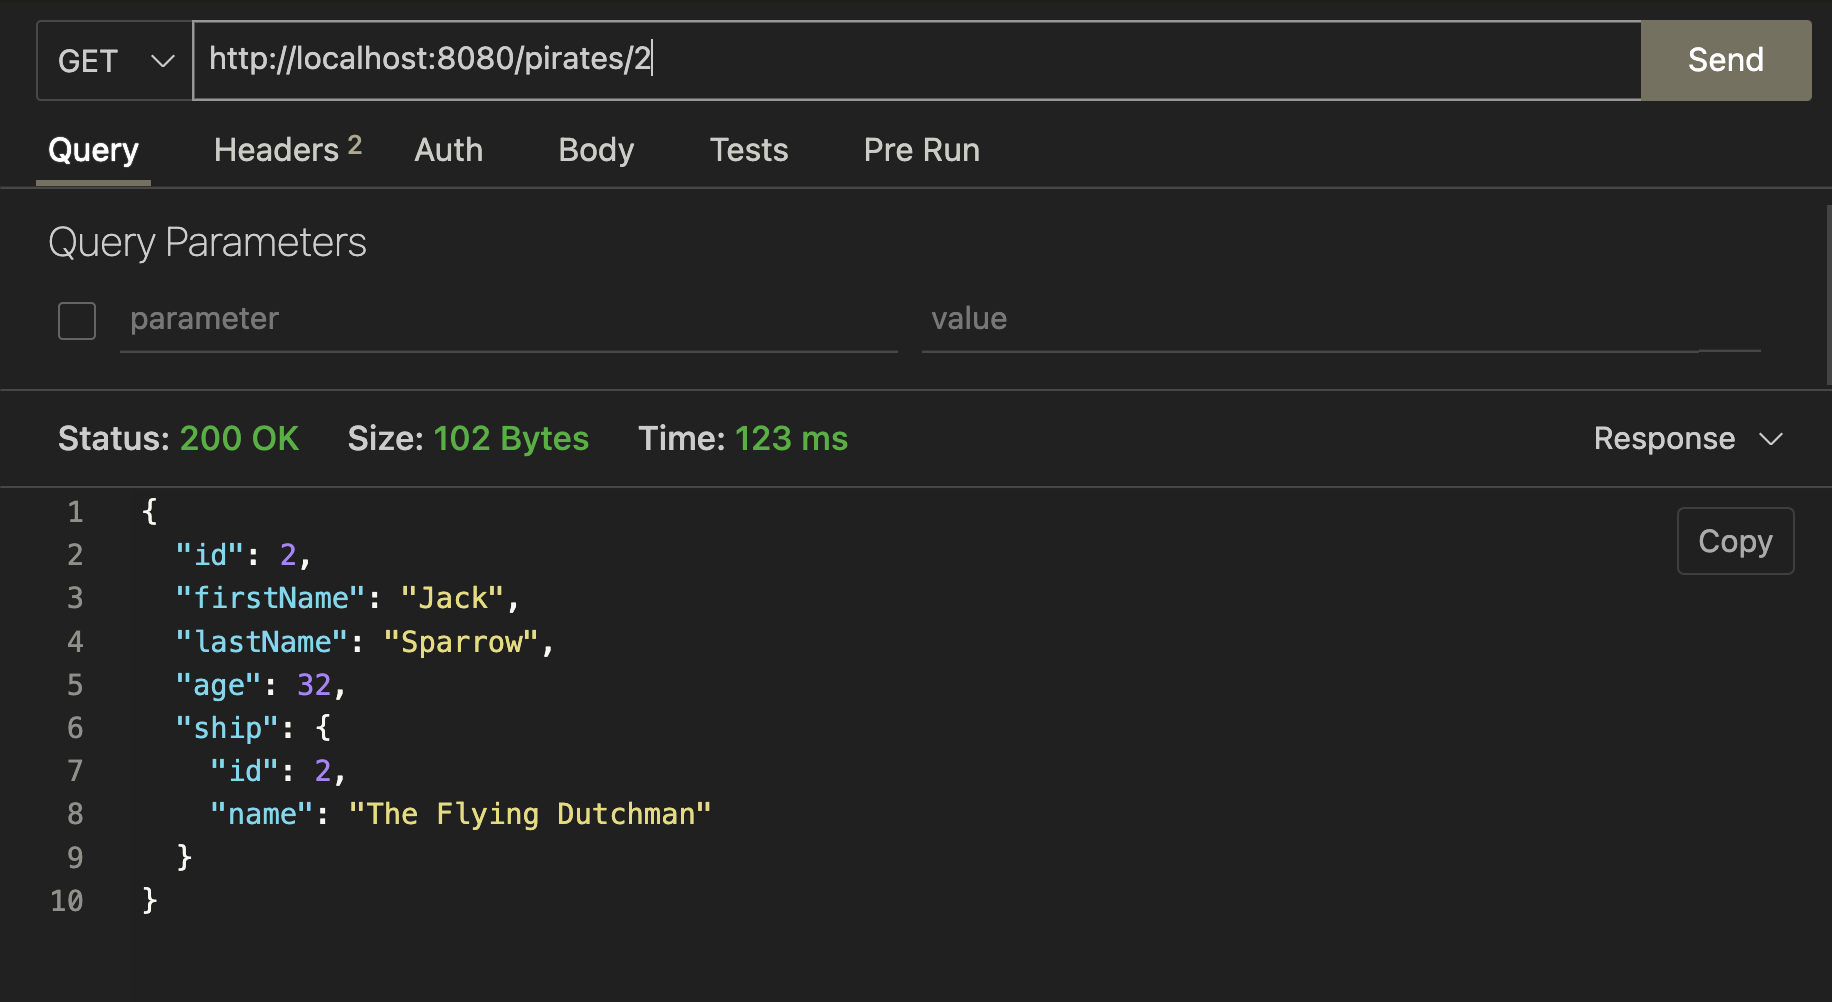 GET http://localhost:8080/pirates/2 Send
Query Headers 2 Auth Body Tests Pre Run
Query Parameters
parameter value
Status: 200 OK Size: 102 Bytes Time: 123 ms Response
1 {
Copy
2 "id": 2,
3 "firstName": "Jack",
4 "lastName": "Sparrow",
5 "age": 32,
6 "ship": {
7 "id": 2,
8 "name": "The Flying Dutchman"
9 }
10 }